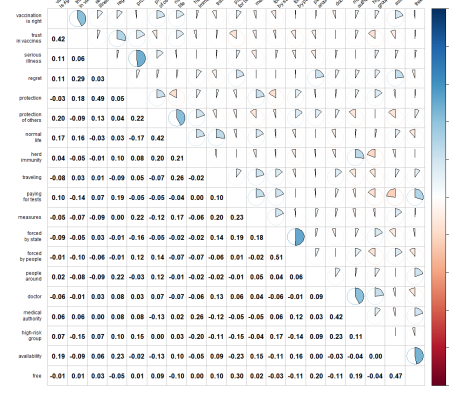 vaccination
is right
trust
in vaccines 0.42
serious
illness 0.11 0.06
regret 0.11 0.29 0.03
protection -0.03 0.18 0.49 0.05
protection
of others 0.20 -0.09 0.13 0.04 0.22
normal
life 0.17 0.16 -0.03 0.03 -0.17 0.42
herd
immunity 0.04 -0.05 -0.01 0.10 0.08 0.20 0.21
traveling -0.08 0.03 0.01 -0.09 0.05 -0.07 0.26 -0.02
paying
for tests 0.10 -0.14 0.07 0.19 -0.05 -0.05 -0.04 0.00 0.10
measures -0.05 -0.07 -0.09 0.00 0.22 -0.12 0.17 -0.06 0.20 0.23
forced
by state -0.09 -0.05 0.03 -0.01 -0.16 -0.05 -0.02 -0.02 0.14 0.19 0.18
forced
by people -0.01 -0.10 -0.06 -0.01 0.12 0.14 -0.07 -0.07 -0.06 0.01 -0.02 0.51
people
around 0.02 -0.08 -0.09 0.22 -0.03 0.12 -0.01 -0.02 -0.02 -0.01 0.05 0.04 0.06
doctor -0.06 -0.01 0.03 0.08 0.03 0.07 -0.07 -0.06 0.13 0.06 0.04 -0.06 -0.01 0.09
medical
authority 0.06 0.06 0.00 0.08 0.08 -0.13 0.02 0.26 -0.12 -0.05 -0.05 0.06 0.12 0.03 0.42
high-risk
group 0.07 -0.15 0.07 0.10 0.15 0.00 0.03 -0.20 -0.11 -0.15 -0.04 0.17 -0.14 0.09 0.23 0.11
availability 0.19 -0.09 0.06 0.23 -0.02 -0.13 0.10 -0.05 0.09 -0.23 0.15 -0.11 0.16 0.00 -0.03 -0.04 0.00
free -0.01 0.01 0.03 -0.05 0.01 0.09 -0.10 0.00 0.10 0.30 0.02 -0.03 -0.11 0.20 -0.11 0.19 -0.04 0.47